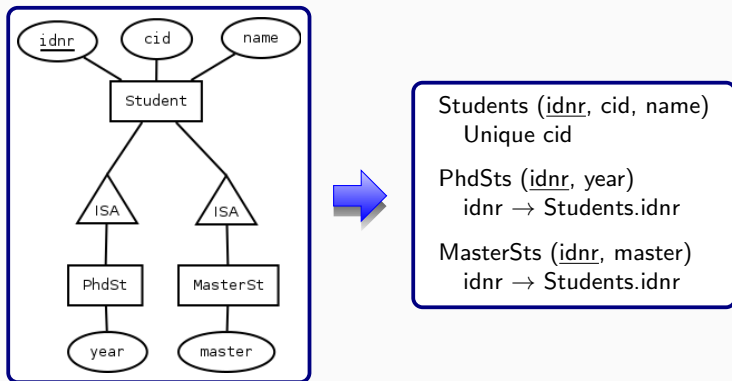 idnr
cid
name
Student
ISA
ISA
PhdSt
MasterSt
year
master
Students (idnr, cid, name)
Unique cid
PhdSts (idnr, year)
idnr → Students.idnr
MasterSts (idnr, master)
idnr → Students.idnr